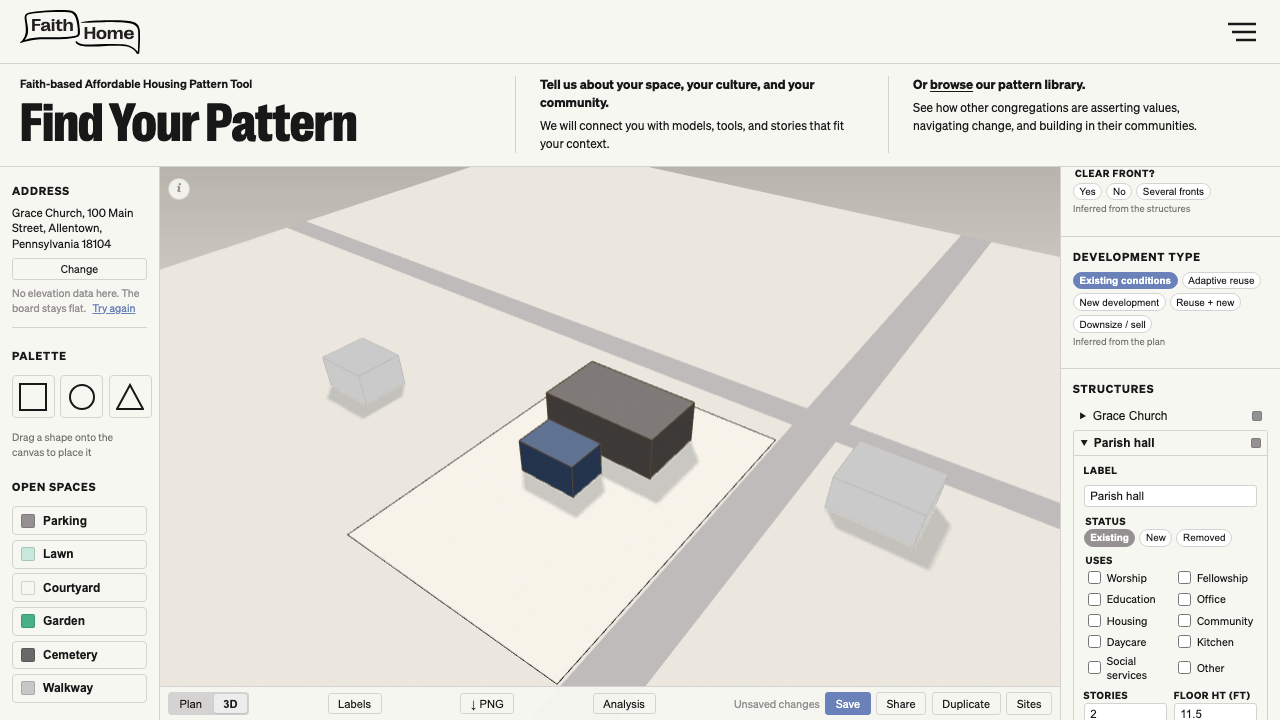 Faith
Home
Faith-based Affordable Housing Pattern Tool
Find Your Pattern
Tell us about your space, your culture, and your
community.
We will connect you with models, tools, and stories that fit
your context.
Or browse our pattern library.
See how other congregations are asserting values,
navigating change, and building in their communities.
ADDRESS
Grace Church, 100 Main
Street, Allentown,
Pennsylvania 18104
Change
No elevation data here. The
board stays flat. Try again
PALETTE
Drag a shape onto the
canvas to place it
OPEN SPACES
Parking
Lawn
Courtyard
Garden
Cemetery
Walkway
i
Plan 3D
Labels
↓ PNG
Analysis
Unsaved changes
Save
Share
Duplicate
Sites
CLEAR FRONT?
Yes No Several fronts
Inferred from the structures
DEVELOPMENT TYPE
Existing conditions Adaptive reuse
New development Reuse + new
Downsize / sell
Inferred from the plan
STRUCTURES
Grace Church
Parish hall
LABEL
Parish hall
STATUS
Existing New Removed
USES
Worship Fellowship
Education Office
Housing Community
Daycare Kitchen
Social
services
Other
STORIES FLOOR HT (FT)
2 11.5